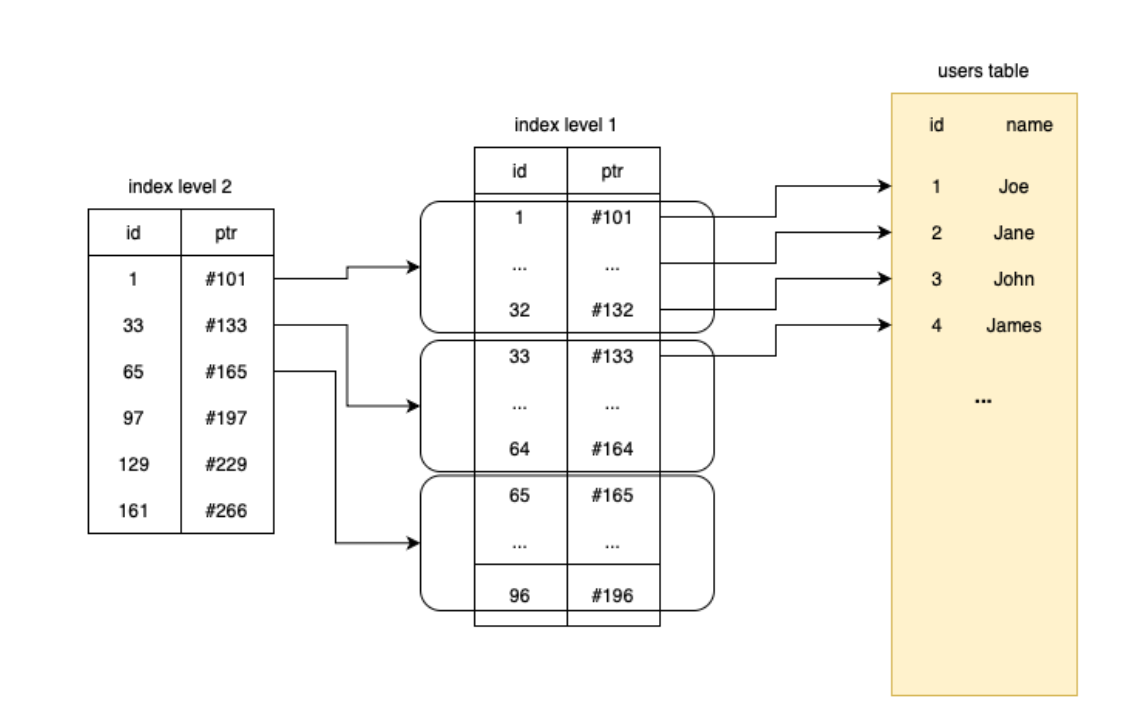 index level 2
id ptr
1 #101
33 #133
65 #165
97 #197
129 #229
161 #266
index level 1
id ptr
1 #101
... ...
32 #132
33 #133
... ...
64 #164
65 #165
... ...
96 #196
users table
id name
1 Joe
2 Jane
3 John
4 James
...